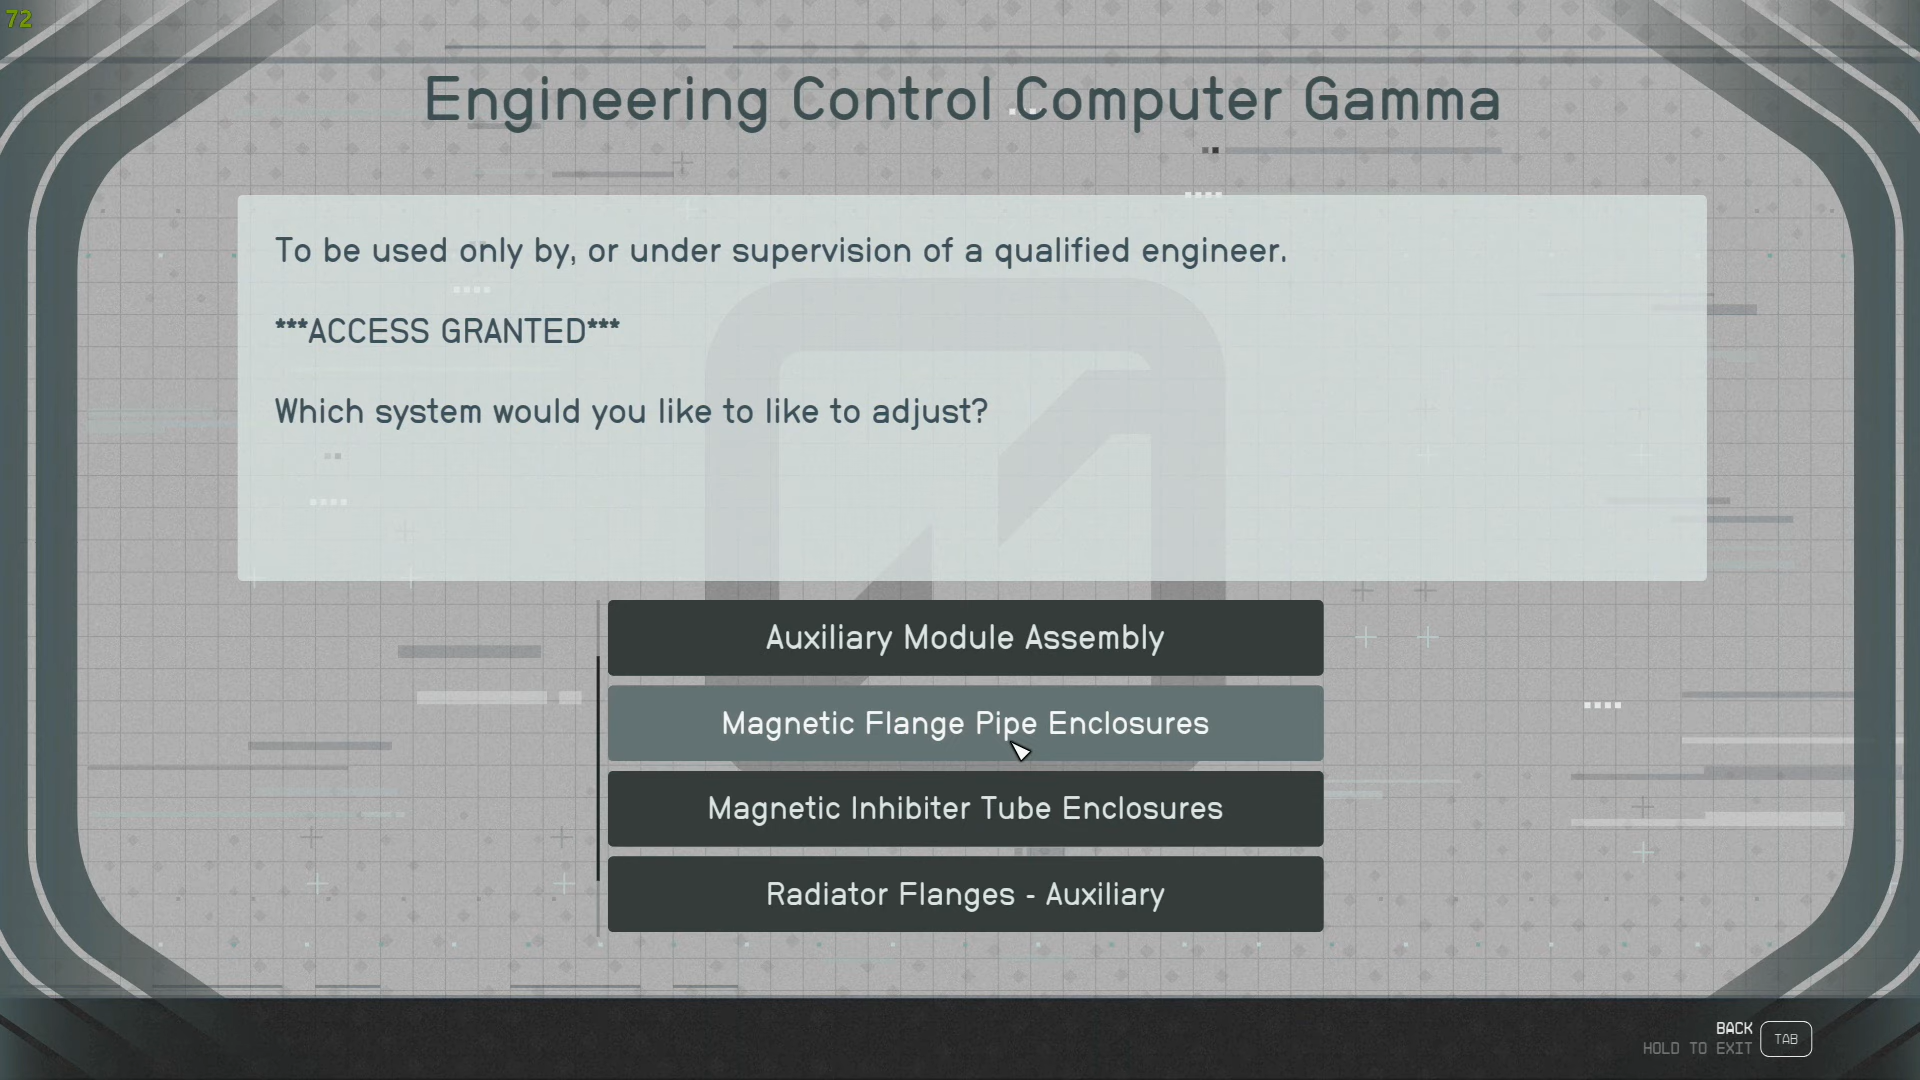 72
Engineering Control Computer Gamma
To be used only by, or under supervision of a qualified engineer.
***ACCESS GRANTED***
Which system would you like to like to adjust?
Auxiliary Module Assembly
Magnetic Flange Pipe Enclosures
Magnetic Inhibiter Tube Enclosures
Radiator Flanges - Auxiliary
BACK
HOLD TO EXIT
TAB